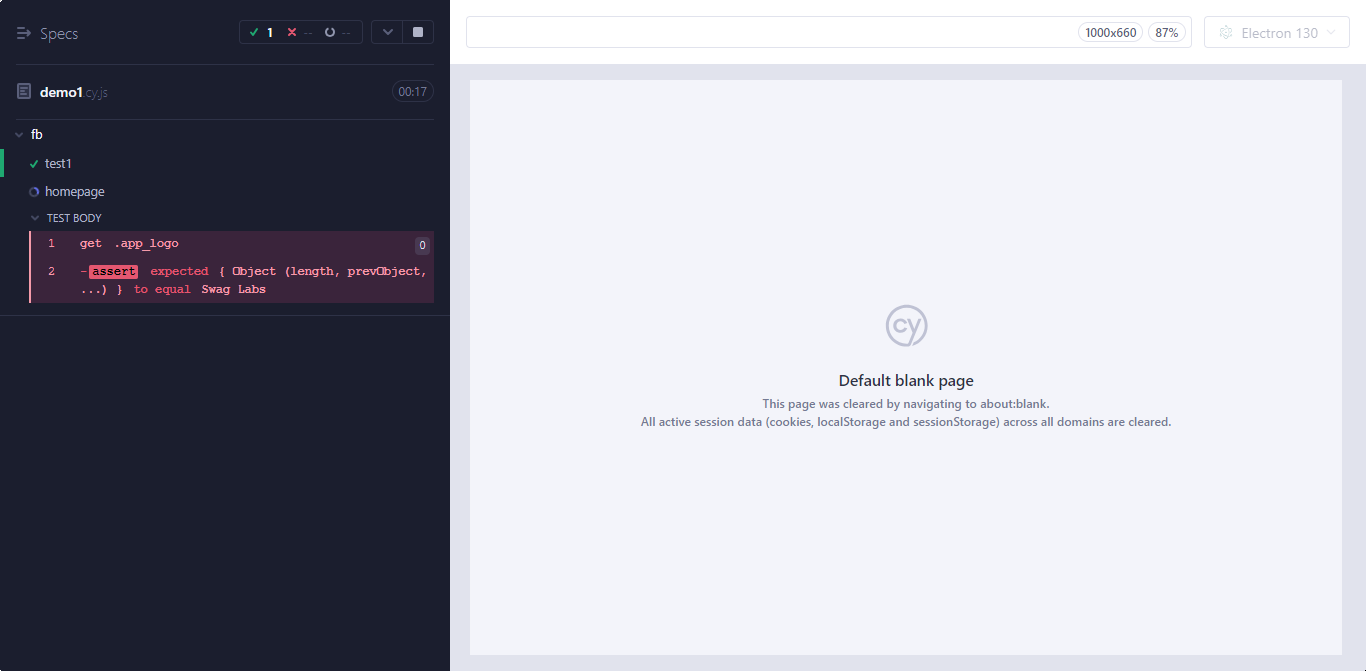 Specs
1
--
--
1000x660
87%
Electron 130
demo1.cy.js
00:17
fb
test1
homepage
TEST BODY
1 get .app_logo 0
2 -assert expected { Object (length, prevObject,
...) } to equal Swag Labs
cy
Default blank page
This page was cleared by navigating to about:blank.
All active session data (cookies, localStorage and sessionStorage) across all domains are cleared.